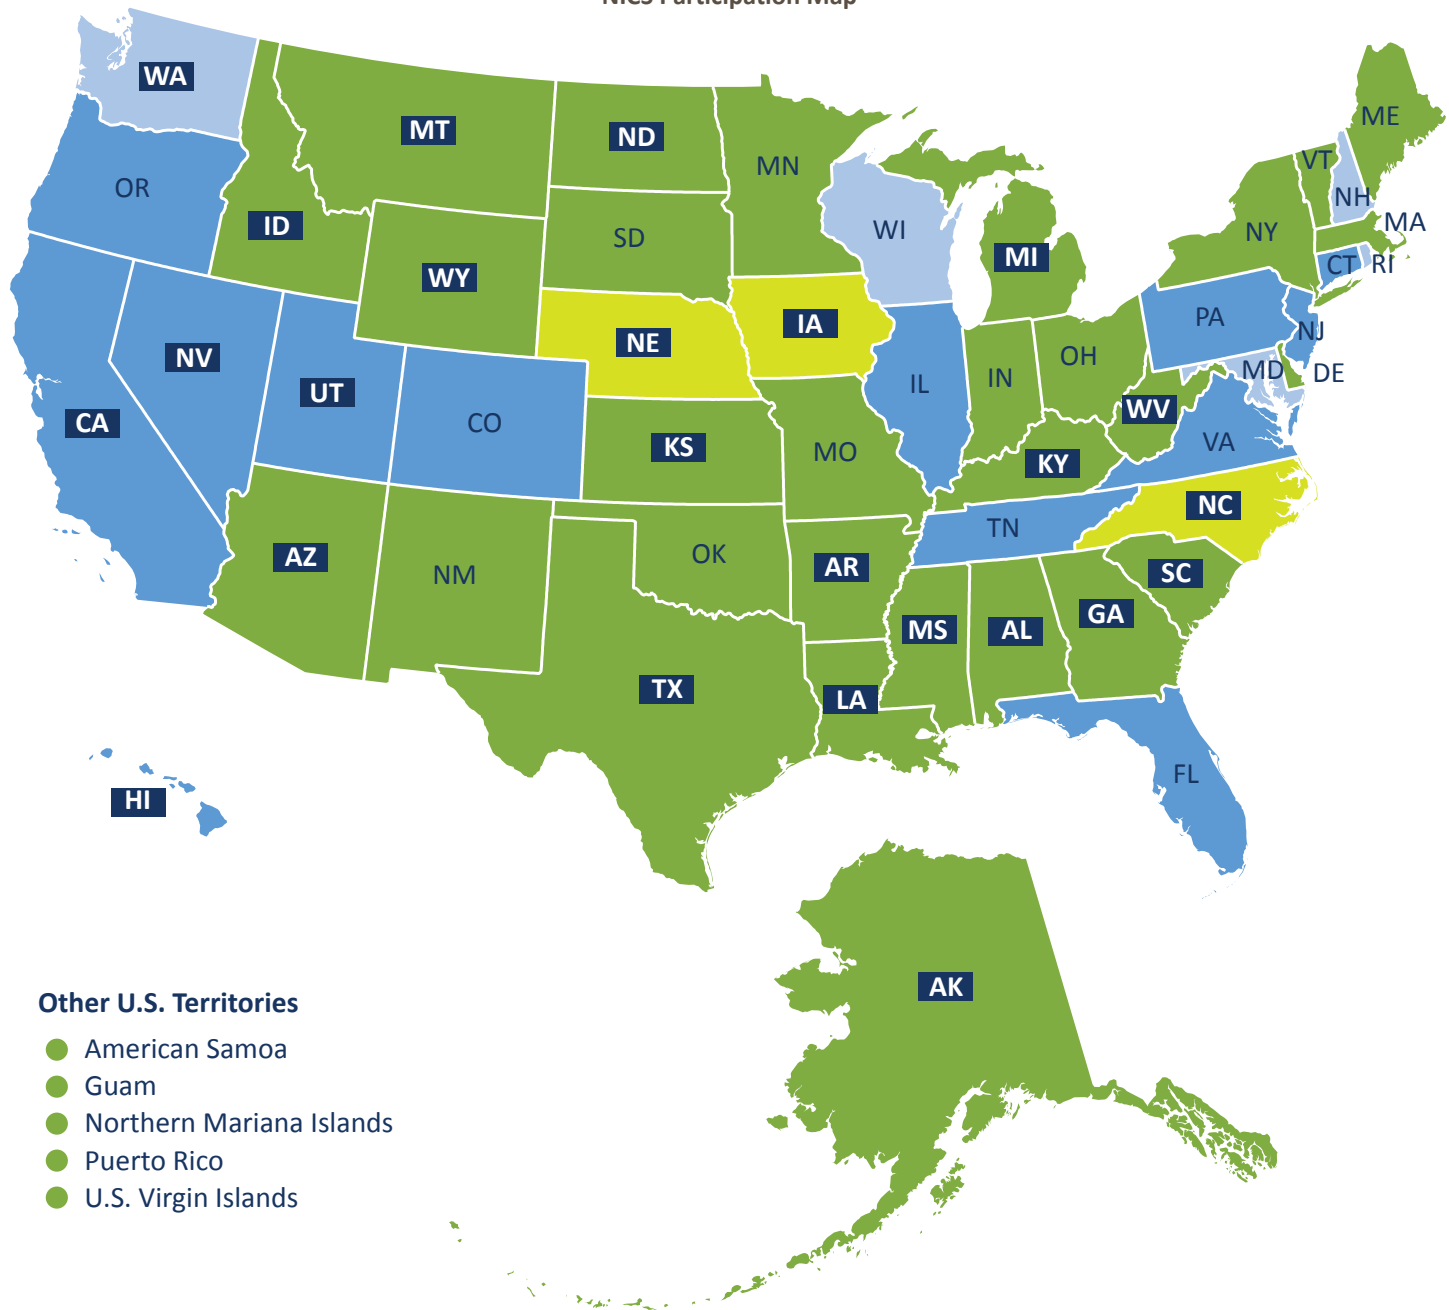 NICS Participation Map
WA
MT
ND
MN
ME
VT
NH
OR
ID
SD
WI
NY
MA
WY
MI
CT
RI
NE
IA
PA
NJ
NV
OH
IN
IL
MD
DE
UT
CA
CO
WV
KS
MO
KY
VA
NC
TN
AZ
NM
OK
AR
SC
GA
MS
AL
TX
LA
FL
HI
AK
Other U.S. Territories
American Samoa
Guam
Northern Mariana Islands
Puerto Rico
U.S. Virgin Islands